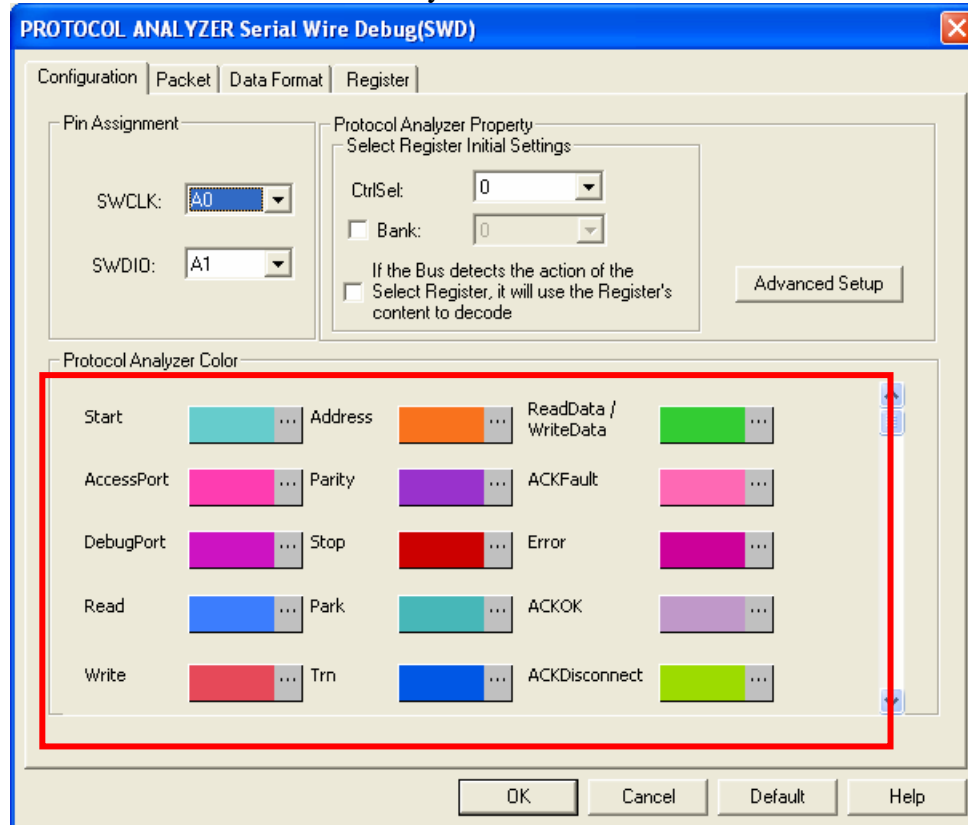 PROTOCOL ANALYZER Serial Wire Debug(SWD)
Configuration Packet Data Format Register
Pin Assignment
SWCLK: A0
SWDIO: A1
Protocol Analyzer Property
Select Register Initial Settings
CtrlSel: 0
Bank: 0
If the Bus detects the action of the
Select Register, it will use the Register's
content to decode
Advanced Setup
Protocol Analyzer Color
Start ... Address ... ReadData /
WriteData ...
AccessPort ... Parity ... ACKFault ...
DebugPort ... Stop ... Error ...
Read ... Park ... ACKOK ...
Write ... Trn ... ACKDisconnect ...
OK Cancel Default Help